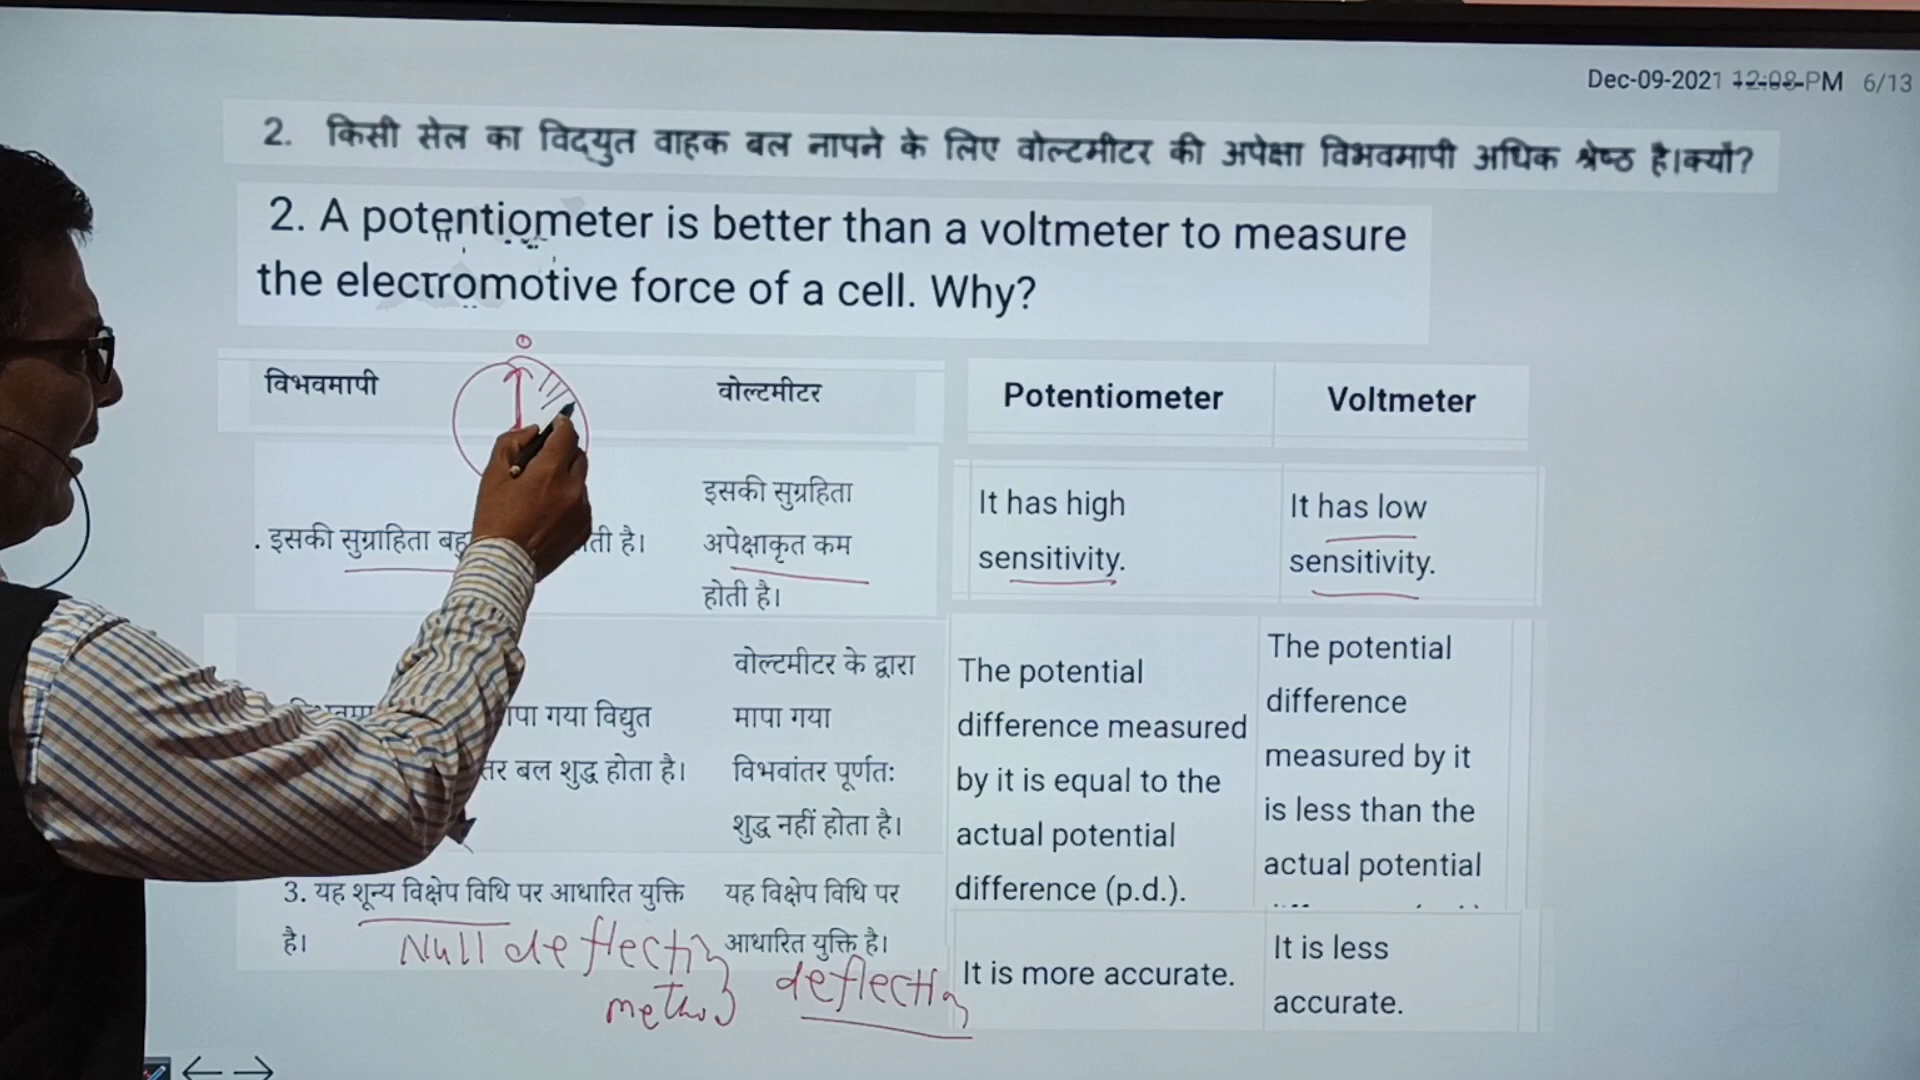 Dec-09-2021 12:08 PM 6/13
2. किसी सेल का विद्युत वाहक बल नापने के लिए वोल्टमीटर की अपेक्षा विभवमापी अधिक श्रेष्ठ है।क्यों?
2. A potentiometer is better than a voltmeter to measure
the electromotive force of a cell. Why?
0
विभवमापी वोल्टमीटर
. इसकी सुग्राहिता
इसकी सुग्रहिता
अपेक्षाकृत कम
होती है।
गया विद्युत
बल शुद्ध होता है।
वोल्टमीटर के द्वारा
मापा गया
विभवांतर पूर्णतः
शुद्ध नहीं होता है।
3. यह शून्य विक्षेप विधि पर आधारित युक्ति
है।
यह विक्षेप विधि पर
आधारित युक्ति है।
Null deflection
method
deflection
Potentiometer Voltmeter
It has high
sensitivity.
It has low
sensitivity.
The potential
difference measured
by it is equal to the
actual potential
difference (p.d.).
The potential
difference
measured by it
is less than the
actual potential
It is more accurate.
It is less
accurate.